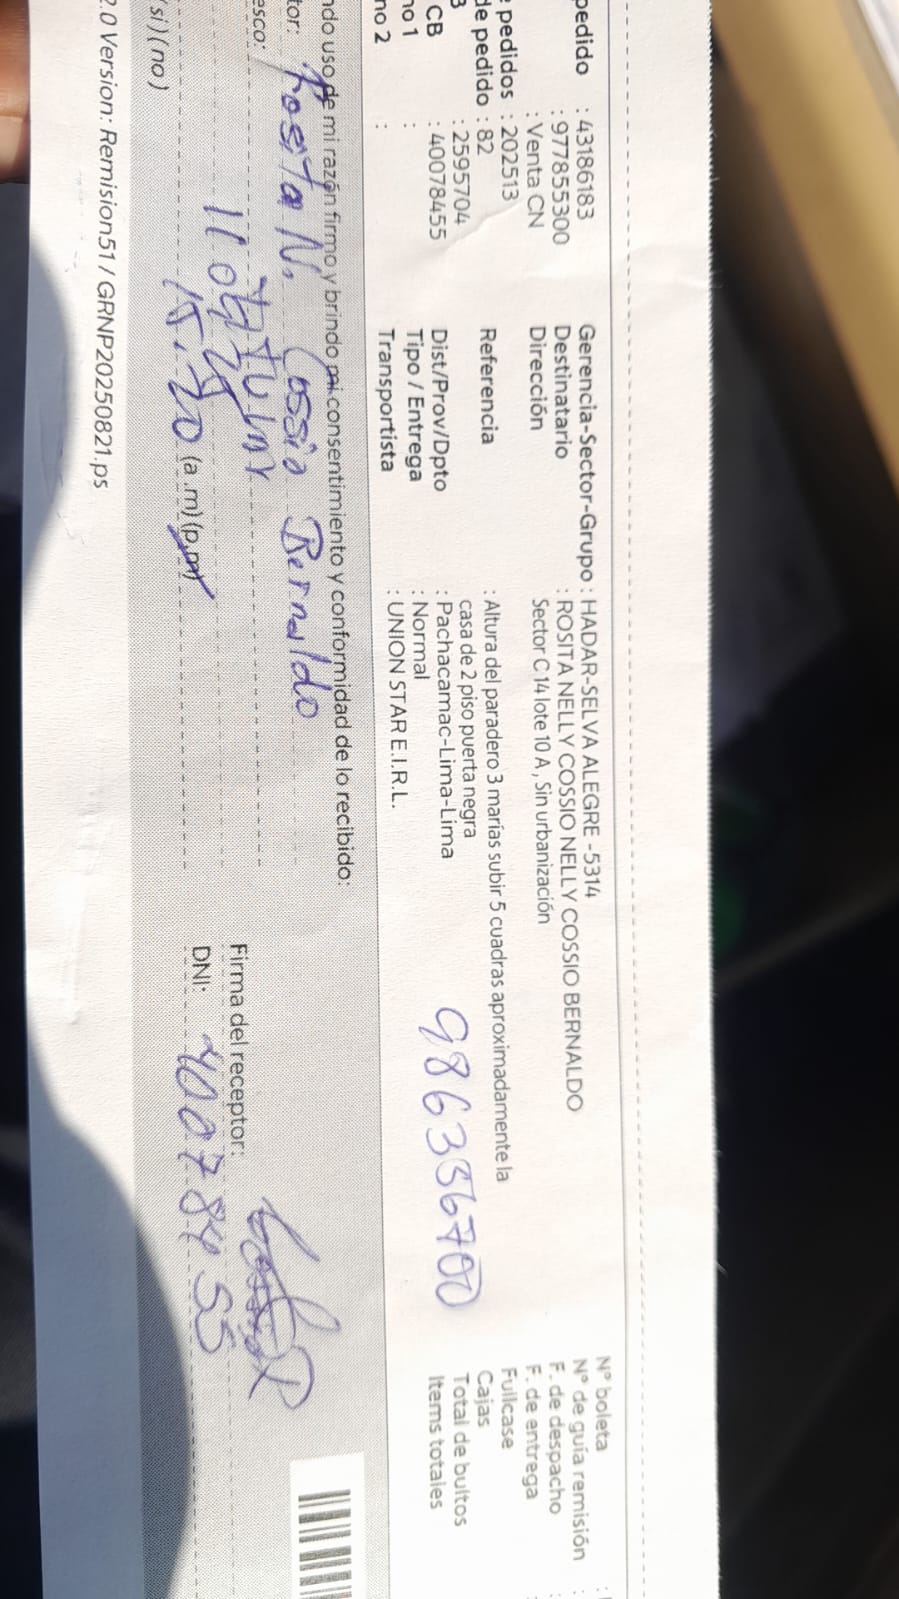 pedido : 43186183
: 977855300
: Venta CN
e pedidos : 202513
de pedido : 82
3 : 2595704
CB : 40078455
no 1 :
no 2 :
Gerencia-Sector-Grupo : HADAR-SELVA ALEGRE -5314
Destinatario : ROSITA NELLY COSSIO NELLY COSSIO BERNALDO
Dirección Sector C 14 lote 10 A , Sin urbanización
Referencia : Altura del paradero 3 marías subir 5 cuadras aproximadamente la
casa de 2 piso puerta negra
Dist/Prov/Dpto : Pachacamac-Lima-Lima
Tipo / Entrega : Normal
Transportista : UNION STAR E.I.R.L.
986336700
N° boleta :
N° de guía remisión :
F. de despacho :
F. de entrega
Fullcase
Cajas
Total de bultos
Items totales
ndo uso de mi razón firmo y brindo mi consentimiento y conformidad de lo recibido:
tor: Rosita N. Cossio Bernaldo
esco: Titular
15:20 (a.m)(p.m)
(si)(no)
Firma del receptor:
DNI: 40078455
2.0 Version: Remision51 / GRNP20250821.ps